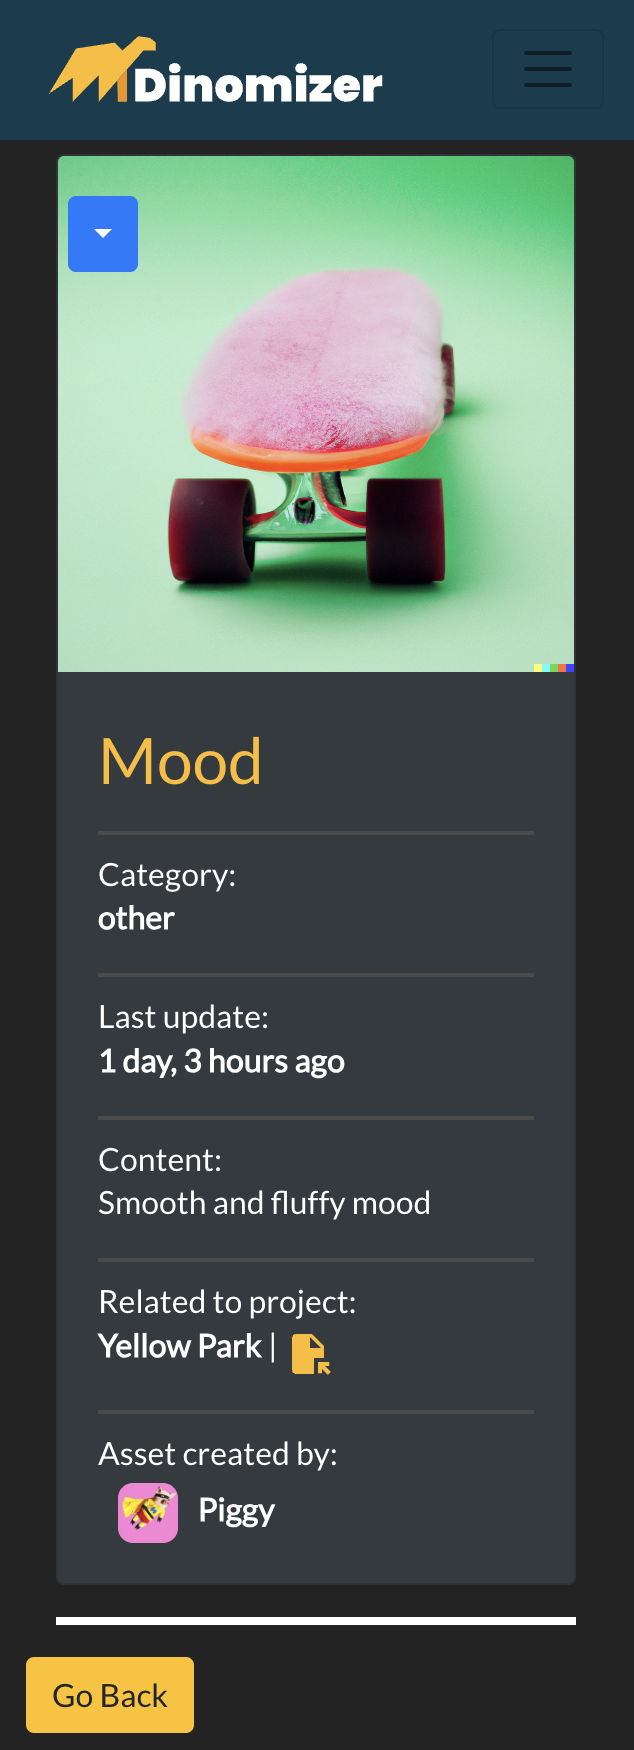 Dinomizer
Mood
Category:
other
Last update:
1 day, 3 hours ago
Content:
Smooth and fluffy mood
Related to project:
Yellow Park |
Asset created by:
Piggy
Go Back